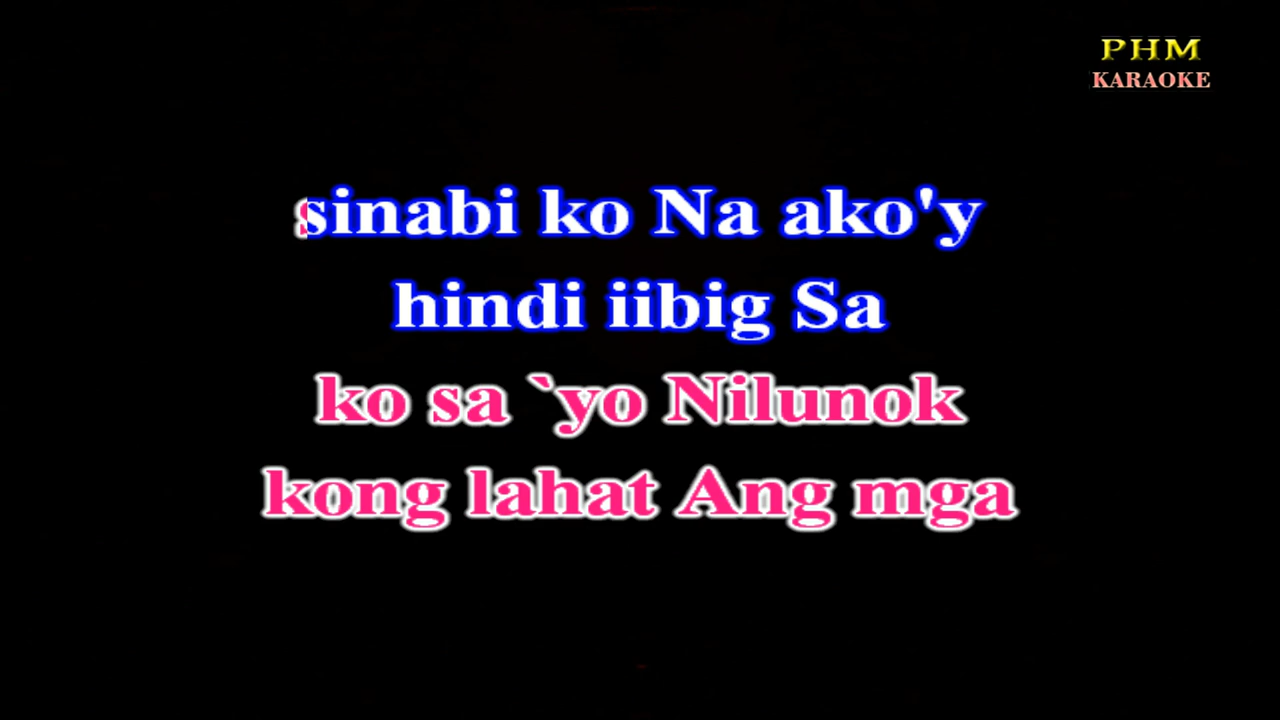 PHM
KARAOKE
sinabi ko Na ako'y
hindi iibig Sa
ko sa `yo Nilunok
kong lahat Ang mga